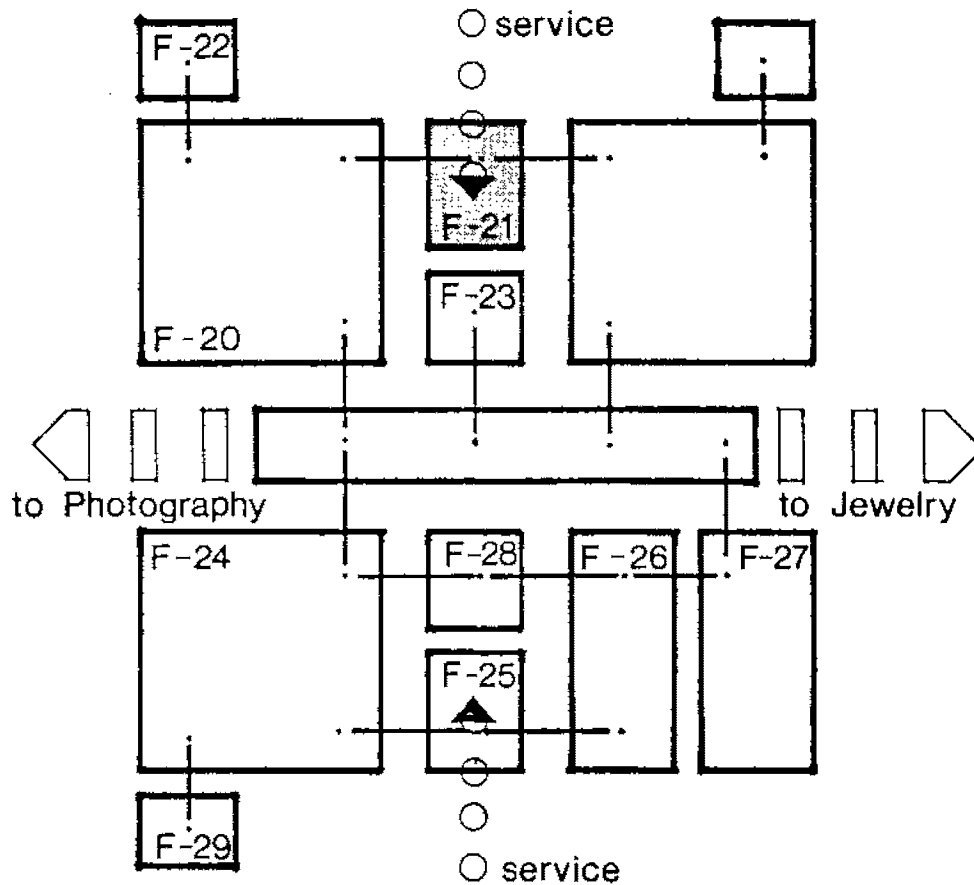 service
F-22
F-21
F-23
F-20
to Photography
to Jewelry
F-24
F-28
F-26
F-27
F-25
F-29
service